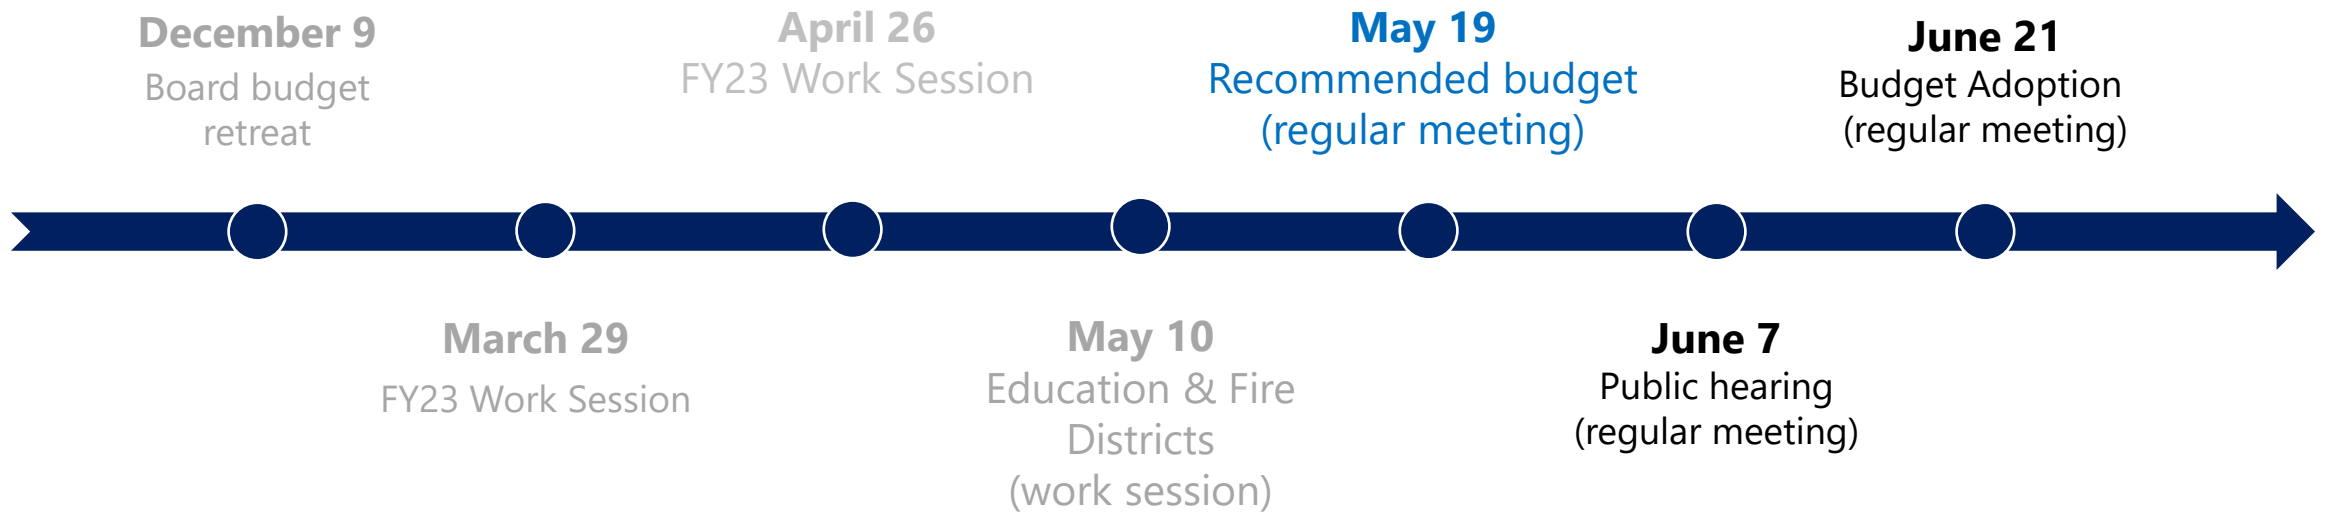 December 9
Board budget
retreat
March 29
FY23 Work Session
April 26
FY23 Work Session
May 10
Education & Fire
Districts
(work session)
May 19
Recommended budget
(regular meeting)
June 7
Public hearing
(regular meeting)
June 21
Budget Adoption
(regular meeting)